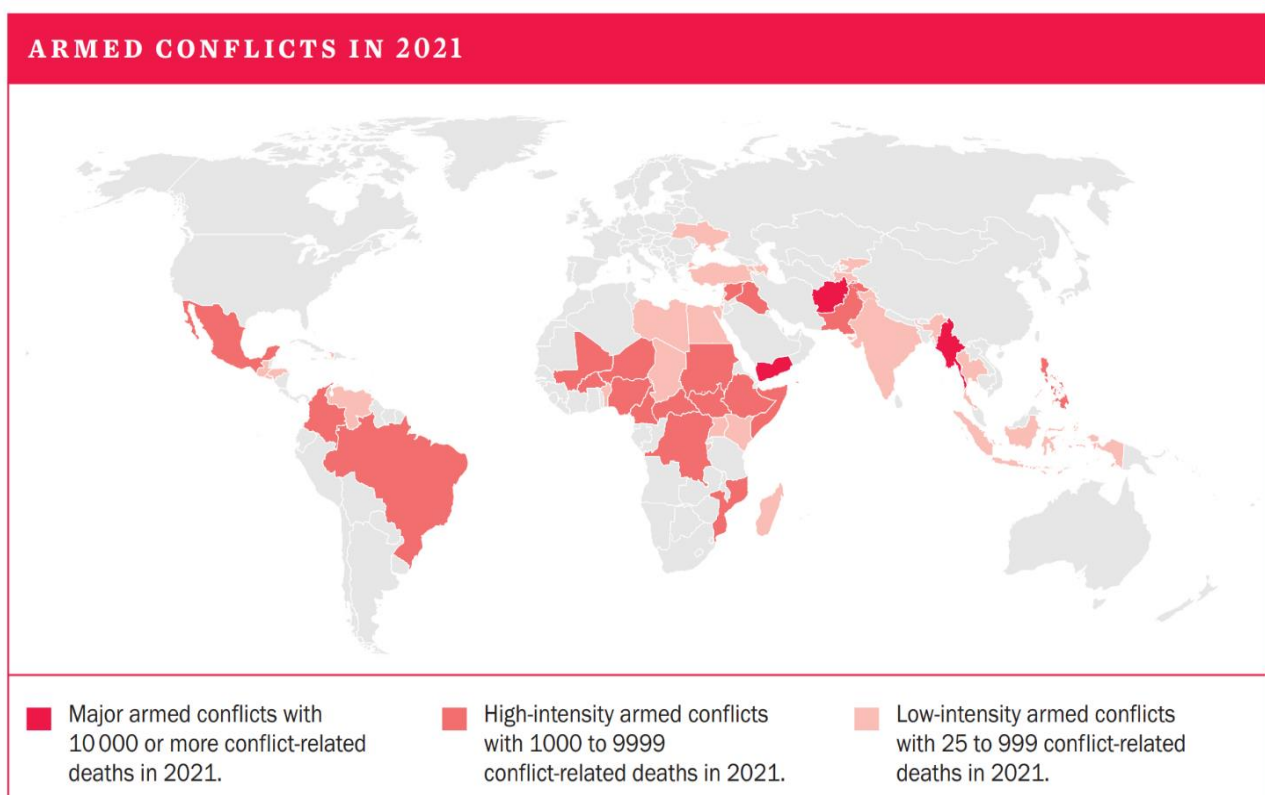 ARMED CONFLICTS IN 2021
Major armed conflicts with
10 000 or more conflict-related
deaths in 2021.
High-intensity armed conflicts
with 1000 to 9999
conflict-related deaths in 2021.
Low-intensity armed conflicts
with 25 to 999 conflict-related
deaths in 2021.